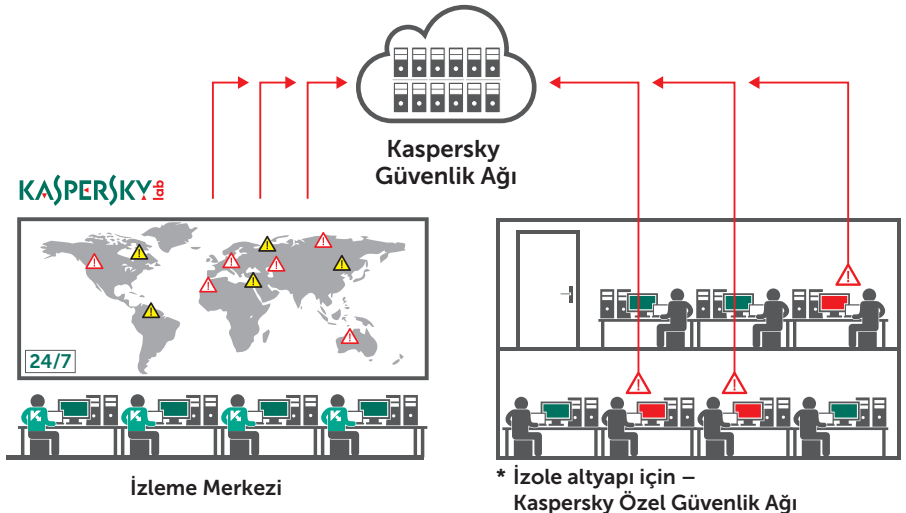 Kaspersky
Güvenlik Ağı
KASPERSKY lab
24/7
İzleme Merkezi
* İzole altyapı için –
Kaspersky Özel Güvenlik Ağı